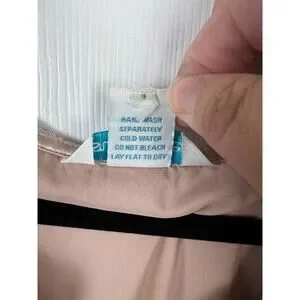 HAND WASH
SEPARATELY
COLD WATER
DO NOT BLEACH
LAY FLAT TO DRY